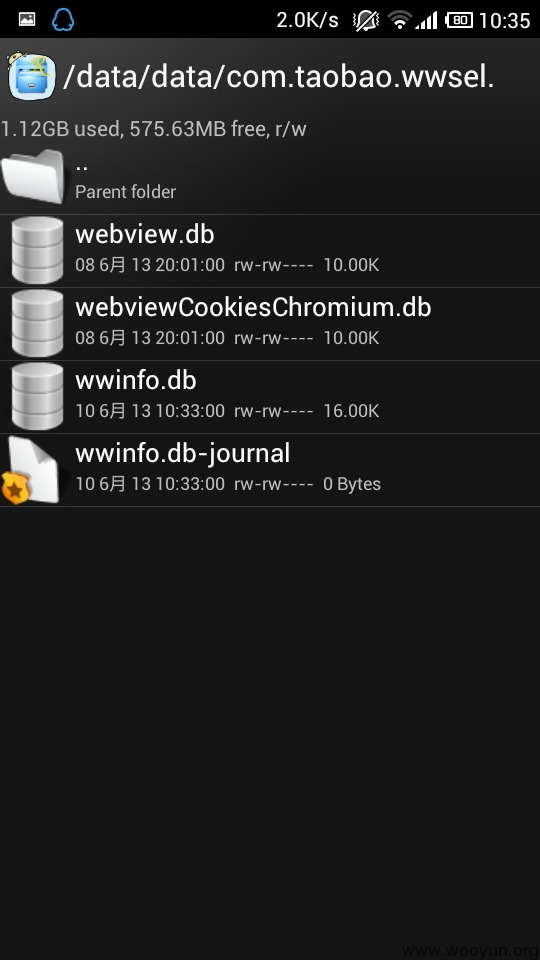 2.0K/s 80 10:35
/data/data/com.taobao.wwsel.
1.12GB used, 575.63MB free, r/w
..
Parent folder
webview.db
08 6月 13 20:01:00 rw-rw---- 10.00K
webviewCookiesChromium.db
08 6月 13 20:01:00 rw-rw---- 10.00K
wwinfo.db
10 6月 13 10:33:00 rw-rw---- 16.00K
wwinfo.db-journal
10 6月 13 10:33:00 rw-rw---- 0 Bytes
www.wooyun.org